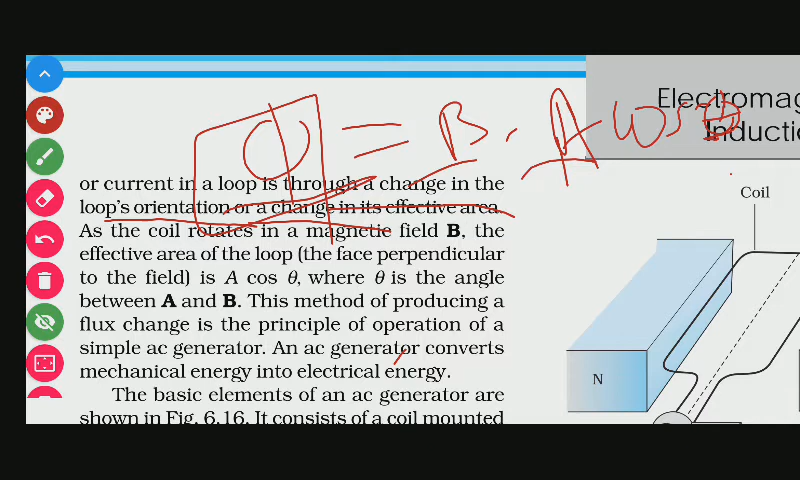 Electromag
Induction
Φ = B . A cos θ
or current in a loop is through a change in the
loop's orientation or a change in its effective area.
As the coil rotates in a magnetic field B, the
effective area of the loop (the face perpendicular
to the field) is A cos θ, where θ is the angle
between A and B. This method of producing a
flux change is the principle of operation of a
simple ac generator. An ac generator converts
mechanical energy into electrical energy.
The basic elements of an ac generator are
shown in Fig. 6.16. It consists of a coil mounted
Coil
N